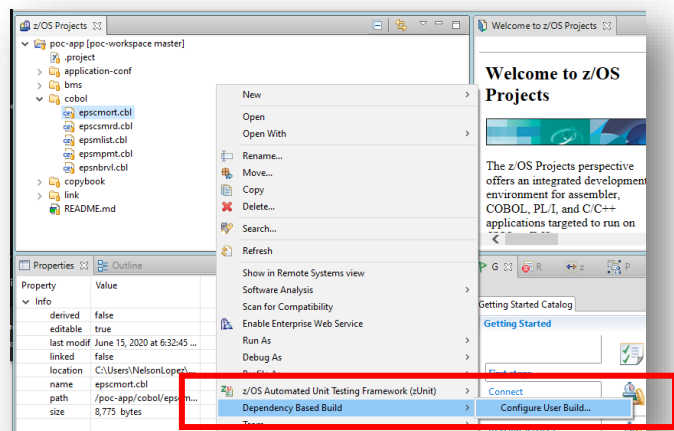 z/OS Projects
poc-app [poc-workspace master]
.project
application-conf
bms
cobol
epscmort.cbl
epscsmrd.cbl
epsmlist.cbl
epsmpmt.cbl
epsnbrvl.cbl
copybook
link
README.md
Properties
Outline
Property Value
Info
derived false
editable true
last modif June 15, 2020 at 6:32:45 ...
linked false
location C:\Users\NelsonLopez\...
name epscmort.cbl
path /poc-app/cobol/epscm...
size 8,775 bytes
New
Open
Open With
Rename...
Move...
Copy
Delete...
Search...
Refresh
Show in Remote Systems view
Software Analysis
Scan for Compatibility
Enable Enterprise Web Service
Run As
Debug As
Profile As
z/OS Automated Unit Testing Framework (zUnit)
Dependency Based Build
Team
Configure User Build...
Welcome to z/OS Projects
Welcome to z/OS
Projects
The z/OS Projects perspective
offers an integrated development
environment for assembler,
COBOL, PL/I, and C/C++
applications targeted to run on
G
R
z
P
Getting Started Catalog
Getting Started
First steps
Connect